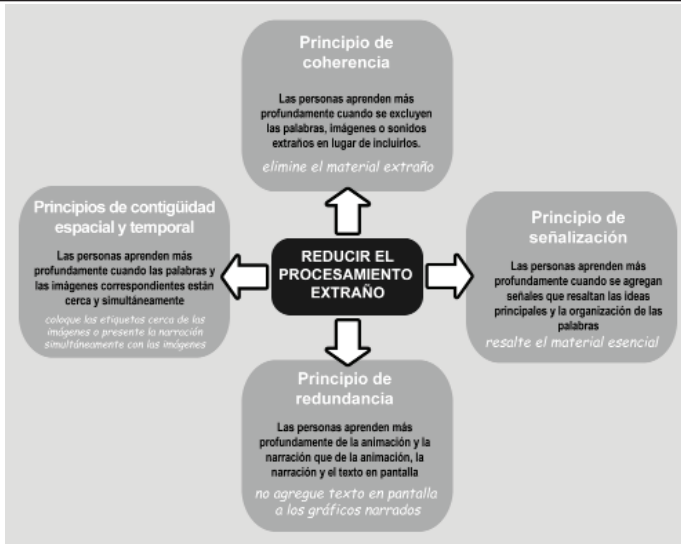 Principio de
coherencia
Las personas aprenden más
profundamente cuando se excluyen
las palabras, imágenes o sonidos
extraños en lugar de incluirlos.
elimine el material extraño
Principios de contigüidad
espacial y temporal
Las personas aprenden más
profundamente cuando las palabras y
las imágenes correspondientes están
cerca y simultáneamente
coloque las etiquetas cerca de las
imágenes o presente la narración
simultáneamente con las imágenes
REDUCIR EL
PROCESAMIENTO
EXTRAÑO
Principio de
señalización
Las personas aprenden más
profundamente cuando se agregan
señales que resaltan las ideas
principales y la organización de las
palabras
resalte el material esencial
Principio de
redundancia
Las personas aprenden más
profundamente de la animación y la
narración que de la animación, la
narración y el texto en pantalla
no agregue texto en pantalla
a los gráficos narrados